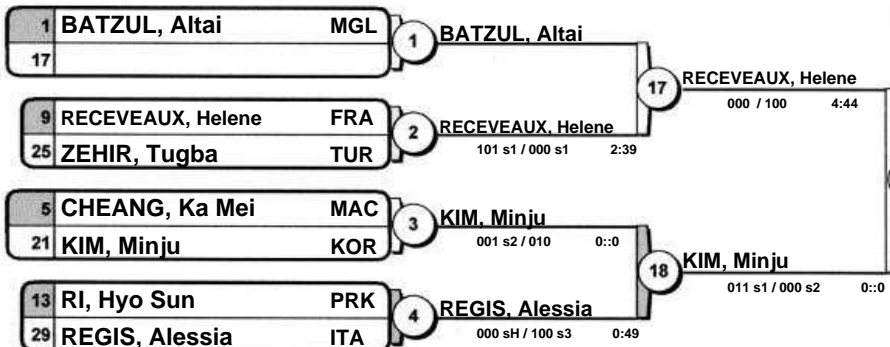 1 BATZUL, Altai MGL
17
1 BATZUL, Altai
9 RECEVEAUX, Helene FRA
25 ZEHIR, Tugba TUR
2 RECEVEAUX, Helene
101 s1 / 000 s1 2:39
17 RECEVEAUX, Helene
000 / 100 4:44
5 CHEANG, Ka Mei MAC
21 KIM, Minju KOR
3 KIM, Minju
001 s2 / 010 0::0
13 RI, Hyo Sun PRK
29 REGIS, Alessia ITA
4 REGIS, Alessia
000 sH / 100 s3 0:49
18 KIM, Minju
011 s1 / 000 s2 0::0